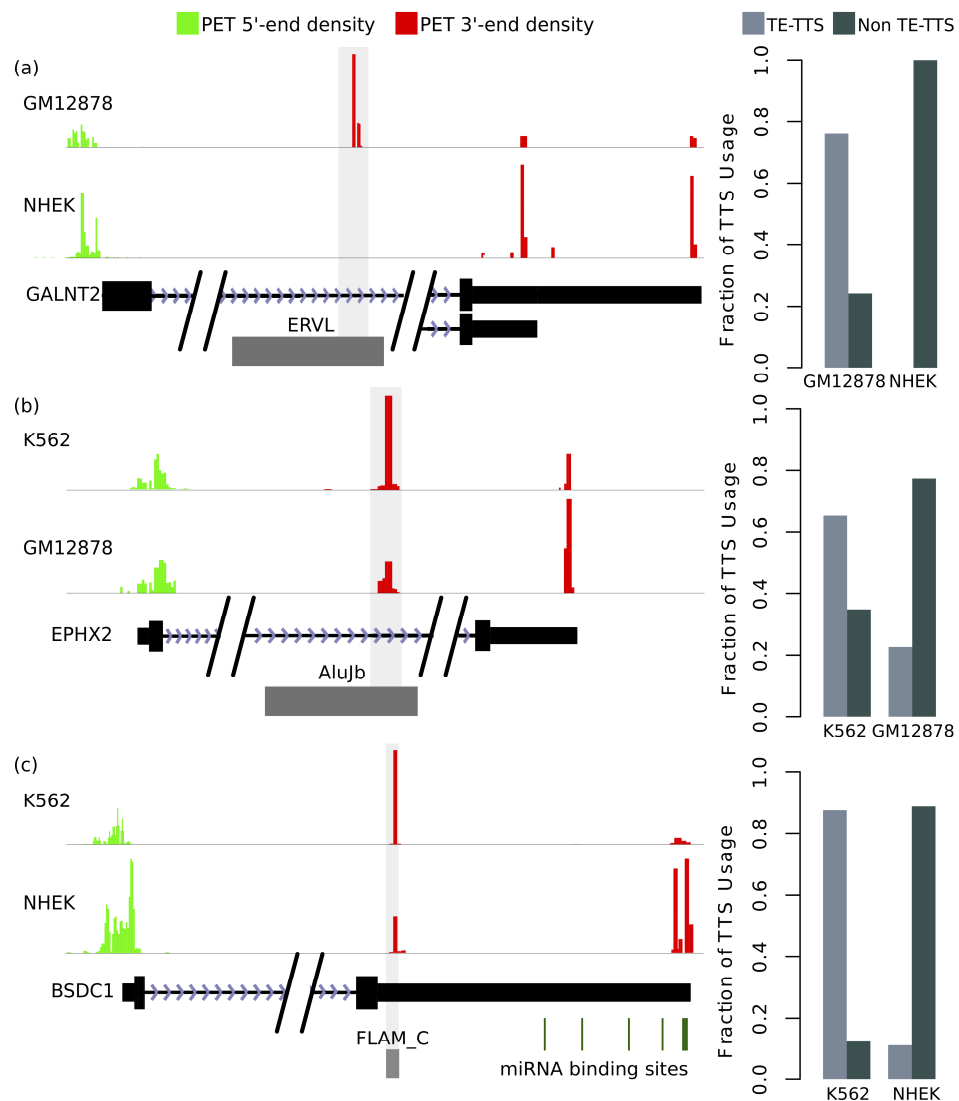 PET 5'-end density PET 3'-end density TE-TTS Non TE-TTS
(a)
GM12878
NHEK
GALNT2
ERVL
Fraction of TTS Usage
0.0 0.2 0.4 0.6 0.8 1.0
GM12878 NHEK
(b)
K562
GM12878
EPHX2
AluJb
Fraction of TTS Usage
0.0 0.2 0.4 0.6 0.8 1.0
K562 GM12878
(c)
K562
NHEK
BSDC1
FLAM_C
miRNA binding sites
Fraction of TTS Usage
0.0 0.2 0.4 0.6 0.8 1.0
K562 NHEK